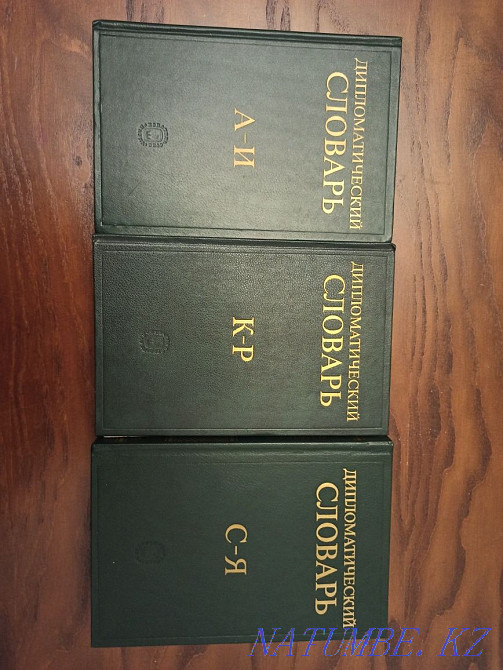 ДИПЛОМАТИЧЕСКИЙ
СЛОВАРЬ
А-И
ДИПЛОМАТИЧЕСКИЙ
СЛОВАРЬ
К-Р
ДИПЛОМАТИЧЕСКИЙ
СЛОВАРЬ
С-Я
NATUMBE.KZ